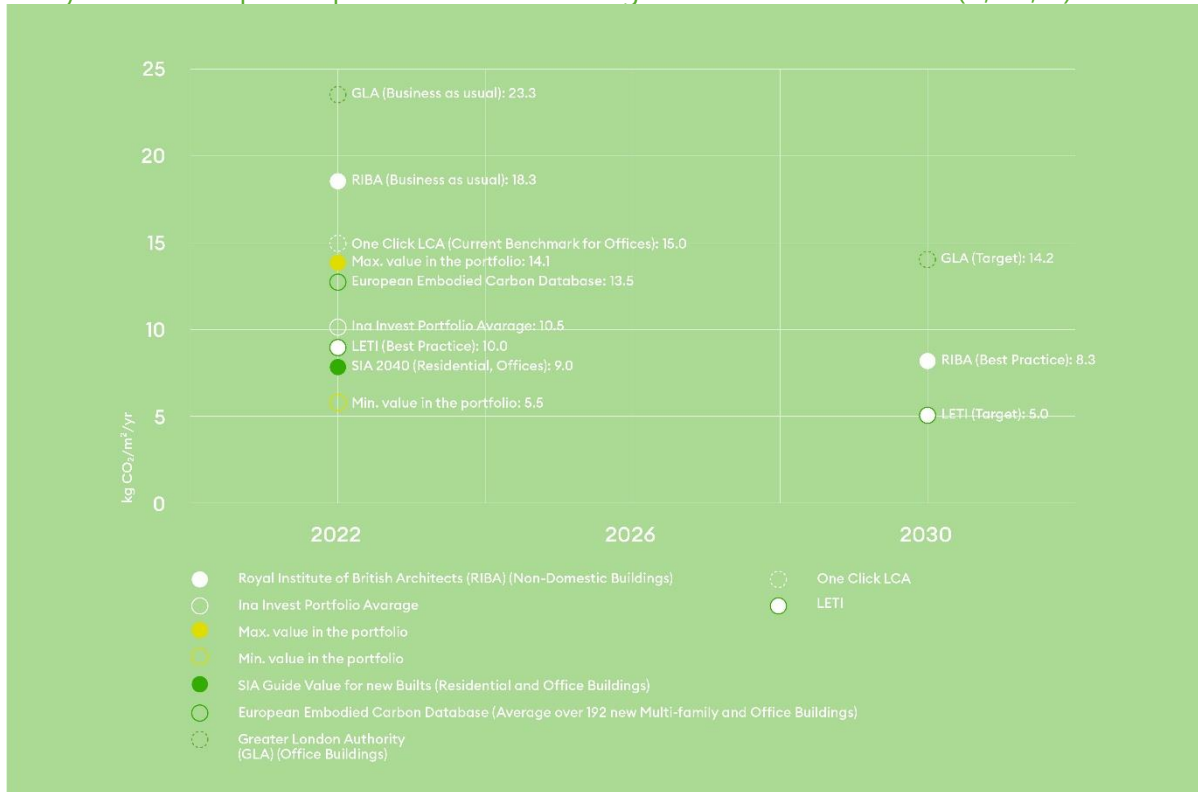 25
GLA (Business as usual): 23.3
20
RIBA (Business as usual): 18.3
15
One Click LCA (Current Benchmark for Offices): 15.0
Max. value in the portfolio: 14.1
GLA (Target): 14.2
European Embodied Carbon Database: 13.5
10
Ina Invest Portfolio Avarage: 10.5
LETI (Best Practice): 10.0
SIA 2040 (Residential, Offices): 9.0
RIBA (Best Practice): 8.3
Min. value in the portfolio: 5.5
5
LETI (Target): 5.0
kg CO₂/m²/yr
0
2022 2026 2030
Royal Institute of British Architects (RIBA) (Non-Domestic Buildings)
Ina Invest Portfolio Avarage
Max. value in the portfolio
Min. value in the portfolio
SIA Guide Value for new Builts (Residential and Office Buildings)
European Embodied Carbon Database (Average over 192 new Multi-family and Office Buildings)
Greater London Authority
(GLA) (Office Buildings)
One Click LCA
LETI